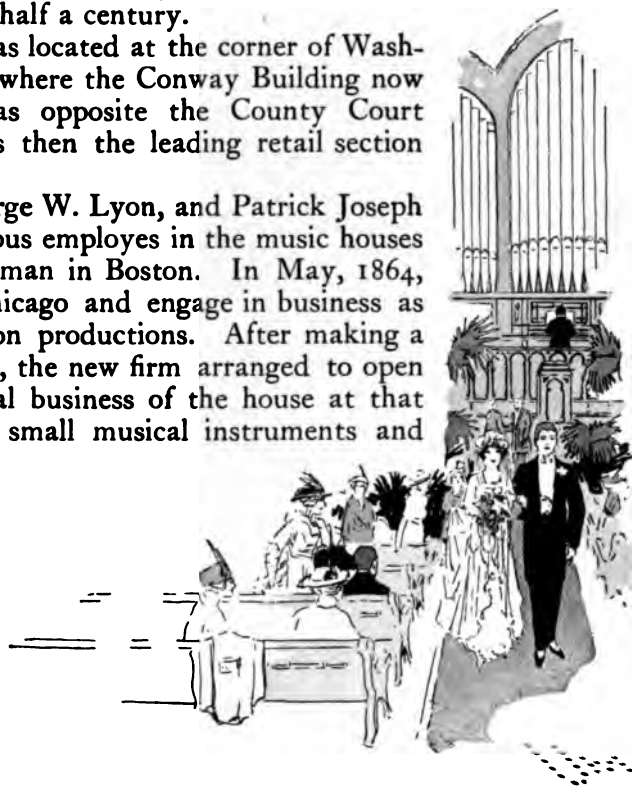 half a century.
as located at the corner of Wash-
where the Conway Building now
as opposite the County Court
s then the leading retail section
rge W. Lyon, and Patrick Joseph
ous employes in the music houses
man in Boston. In May, 1864,
icago and engage in business as
on productions. After making a
, the new firm arranged to open
al business of the house at that
small musical instruments and